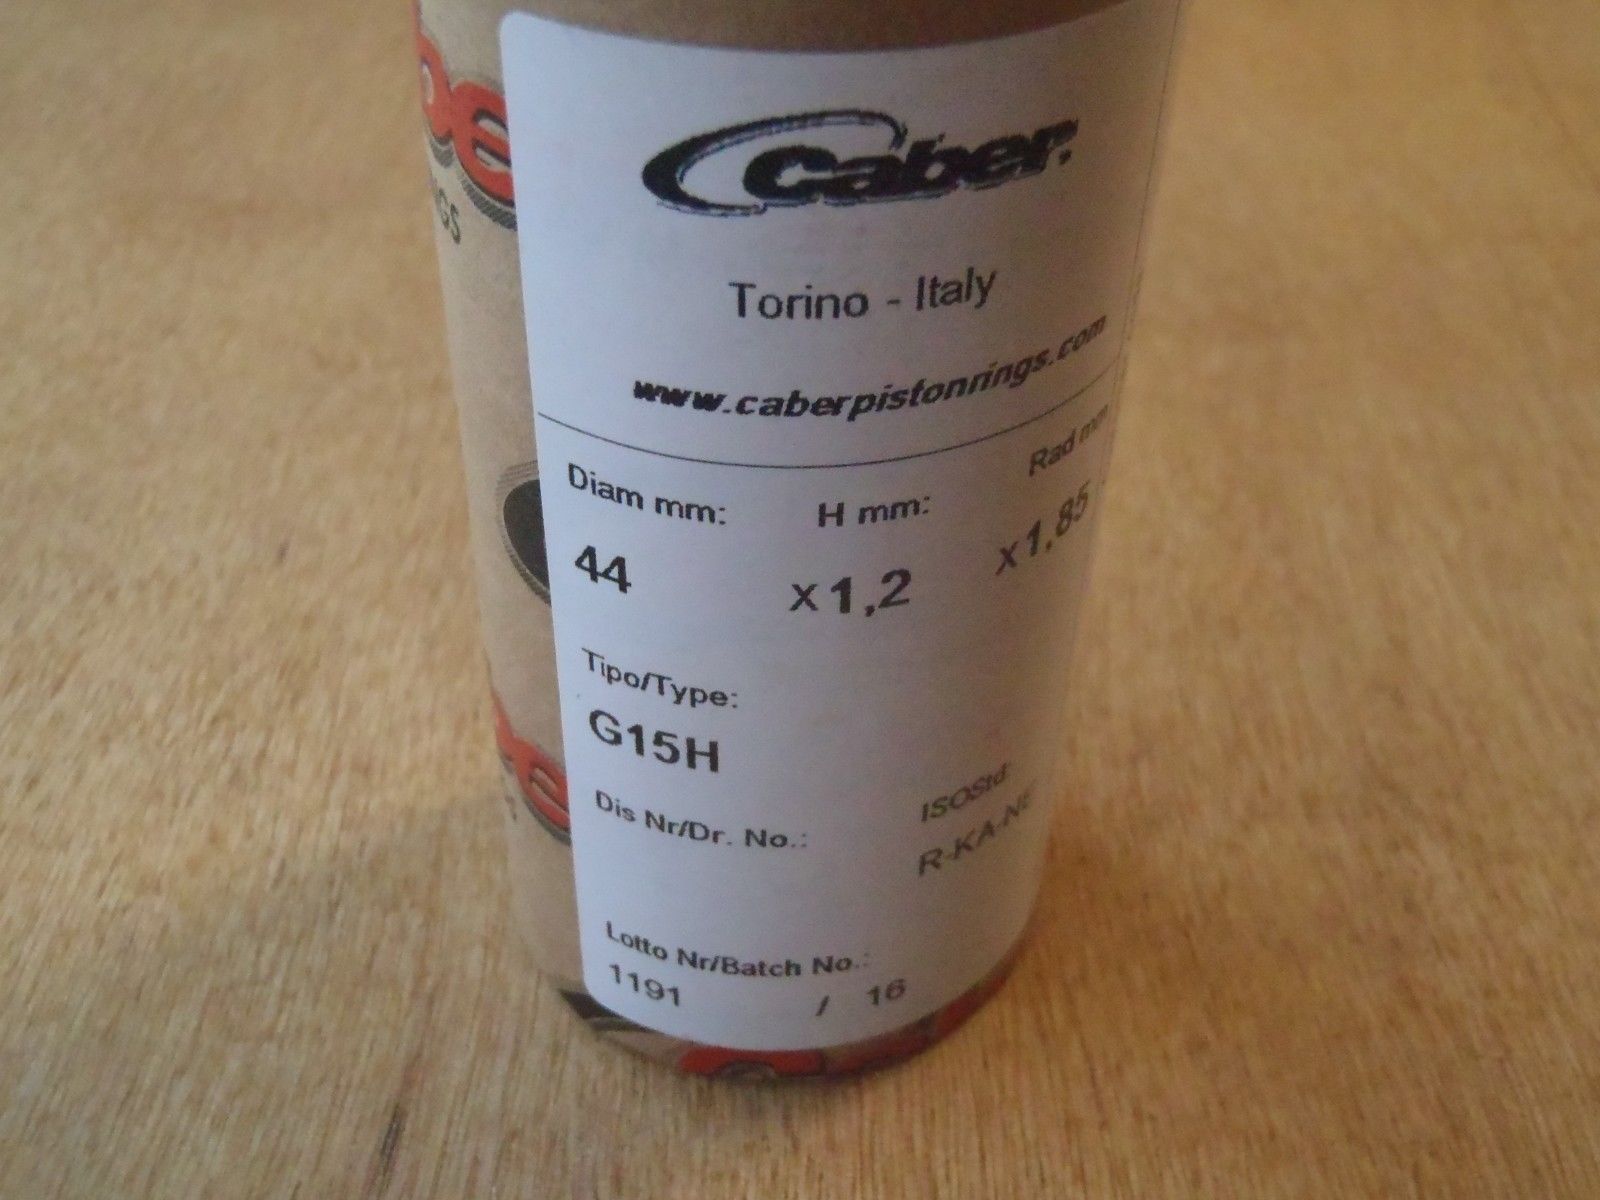 Caber.
Torino - Italy
www.caberpistonrings.com
Diam mm: H mm: Rad mm
44 x1,2 x1,85
Tipo/Type:
G15H
Dis Nr/Dr. No.: ISOStd:
R-KA-NE
Lotto Nr/Batch No.:
1191 / 16